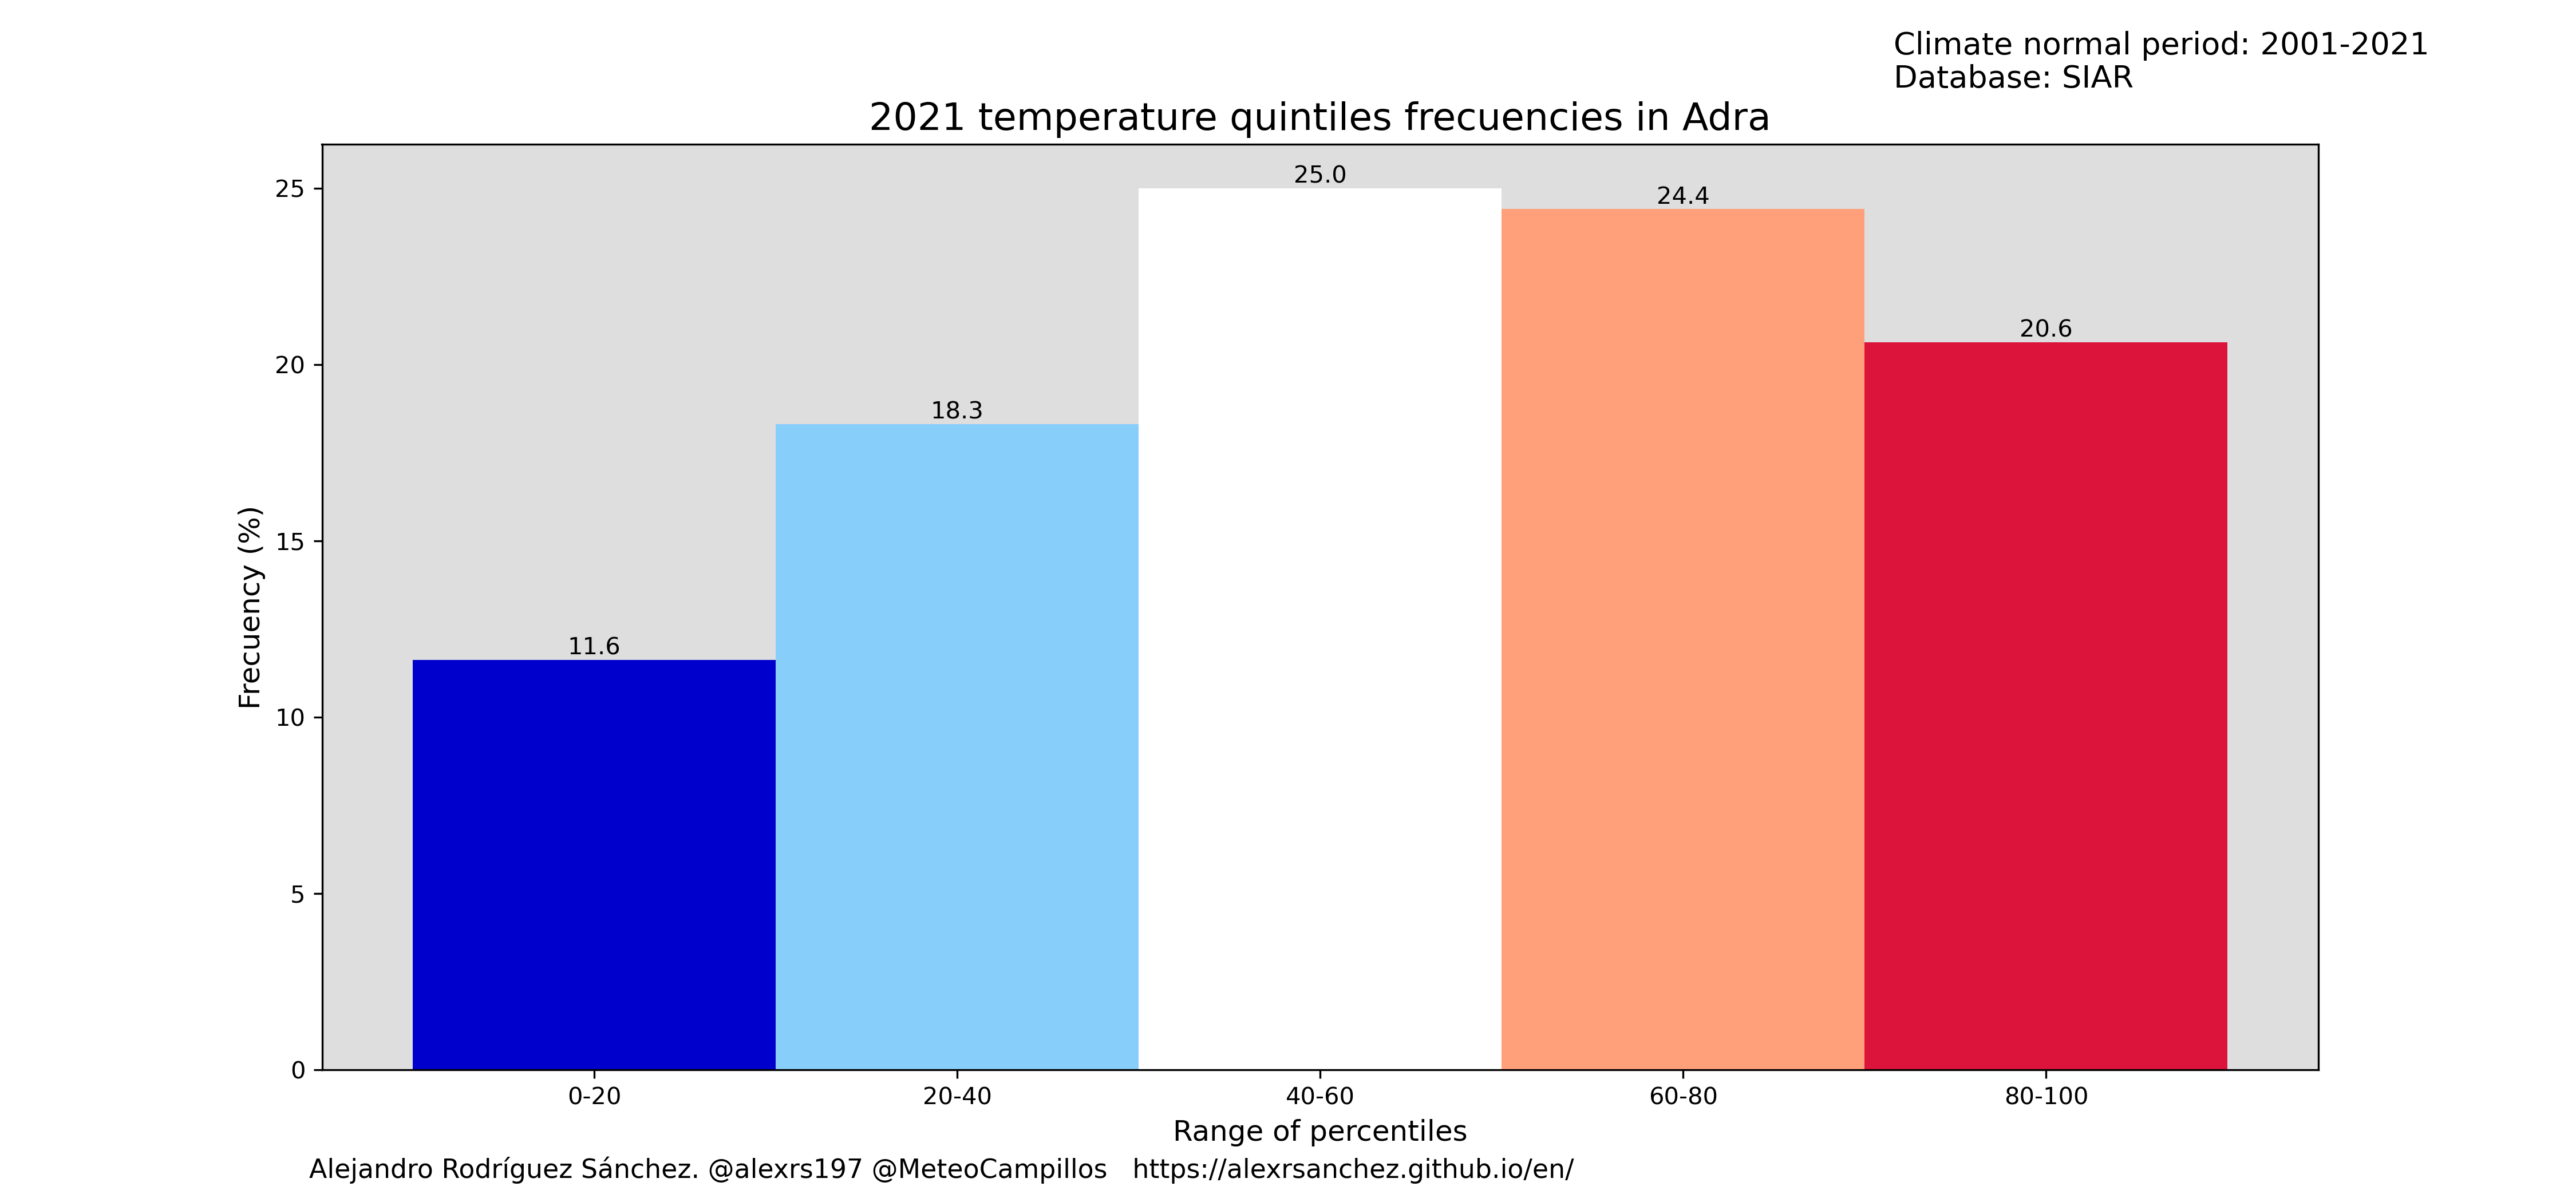 Climate normal period: 2001-2021
Database: SIAR
2021 temperature quintiles frecuencies in Adra
Frecuency (%)
25
20
15
10
5
0
11.6
18.3
25.0
24.4
20.6
0-20
20-40
40-60
60-80
80-100
Range of percentiles
Alejandro Rodríguez Sánchez. @alexrs197 @MeteoCampillos https://alexrsanchez.github.io/en/